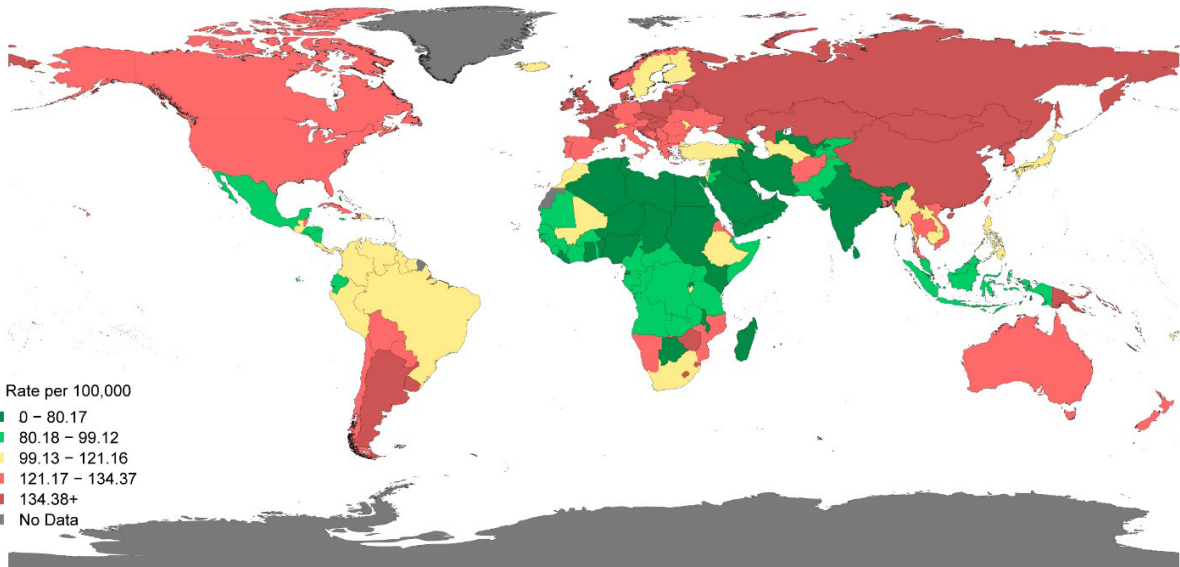 Rate per 100,000
0 – 80.17
80.18 – 99.12
99.13 – 121.16
121.17 – 134.37
134.38+
No Data